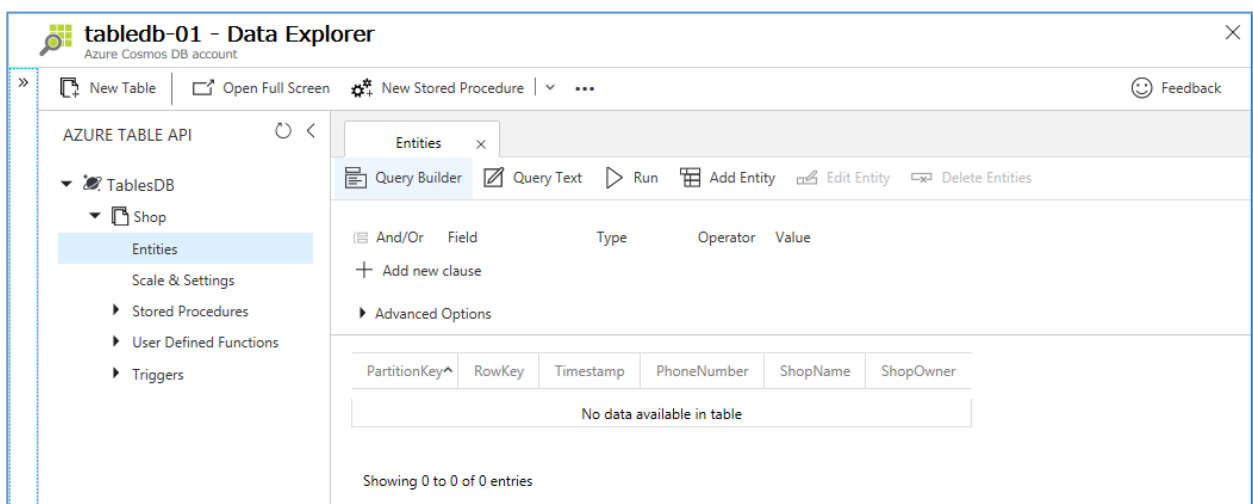 tabledb-01 - Data Explorer
Azure Cosmos DB account
New Table Open Full Screen New Stored Procedure Feedback
AZURE TABLE API
TablesDB
Shop
Entities
Scale & Settings
Stored Procedures
User Defined Functions
Triggers
Entities
Query Builder Query Text Run Add Entity Edit Entity Delete Entities
And/Or Field Type Operator Value
Add new clause
Advanced Options
PartitionKey RowKey Timestamp PhoneNumber ShopName ShopOwner
No data available in table
Showing 0 to 0 of 0 entries